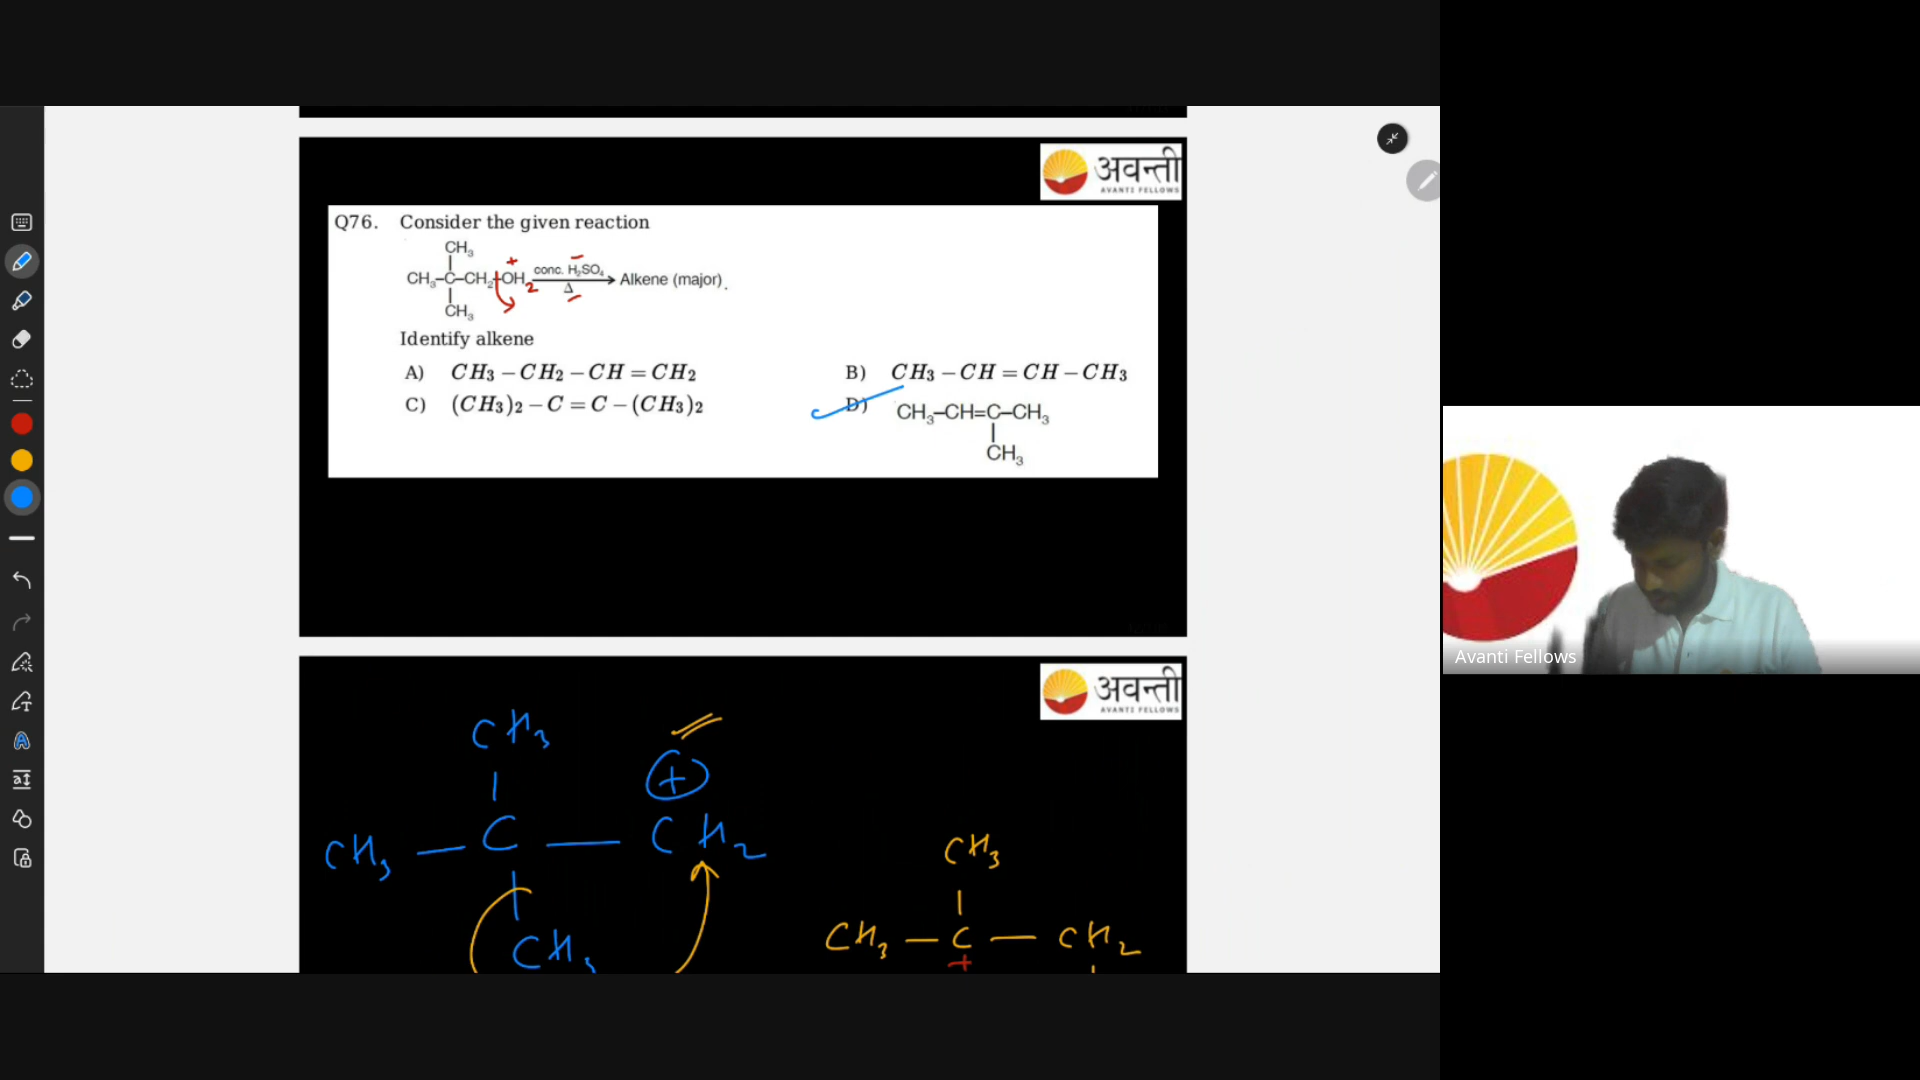 अवन्ती
AVANTI FELLOWS
Q76. Consider the given reaction
CH₃
CH₃–C–CH₂–OH₂ + conc. H₂SO₄ Δ → Alkene (major).
CH₃
Identify alkene
A) CH₃ – CH₂ – CH = CH₂
B) CH₃ – CH = CH – CH₃
C) (CH₃)₂ – C = C – (CH₃)₂
D) CH₃–CH=C–CH₃
CH₃
अवन्ती
AVANTI FELLOWS
CH₃
+
CH₃ – C – CH₂
CH₃
CH₃
CH₃ – C – CH₂
+
Avanti Fellows